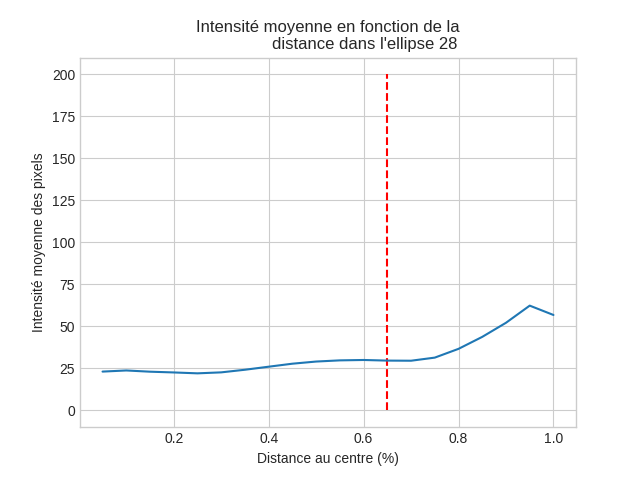 Intensité moyenne en fonction de la
distance dans l'ellipse 28
200
175
150
125
100
75
50
25
0
Intensité moyenne des pixels
0.2 0.4 0.6 0.8 1.0
Distance au centre (%)